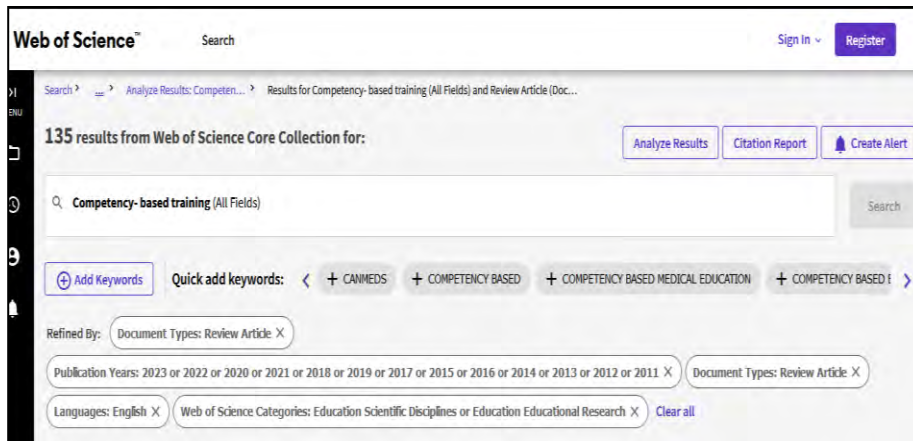 Web of Science™ Search Sign In Register
Search > ... > Analyze Results: Competen... > Results for Competency- based training (All Fields) and Review Article (Doc...
ENU
135 results from Web of Science Core Collection for:
Analyze Results Citation Report Create Alert
Competency- based training (All Fields) Search
Add Keywords Quick add keywords: + CANMEDS + COMPETENCY BASED + COMPETENCY BASED MEDICAL EDUCATION + COMPETENCY BASED
Refined By: Document Types: Review Article X
Publication Years: 2023 or 2022 or 2020 or 2021 or 2018 or 2019 or 2017 or 2015 or 2016 or 2014 or 2013 or 2012 or 2011 X Document Types: Review Article X
Languages: English X Web of Science Categories: Education Scientific Disciplines or Education Educational Research X Clear all